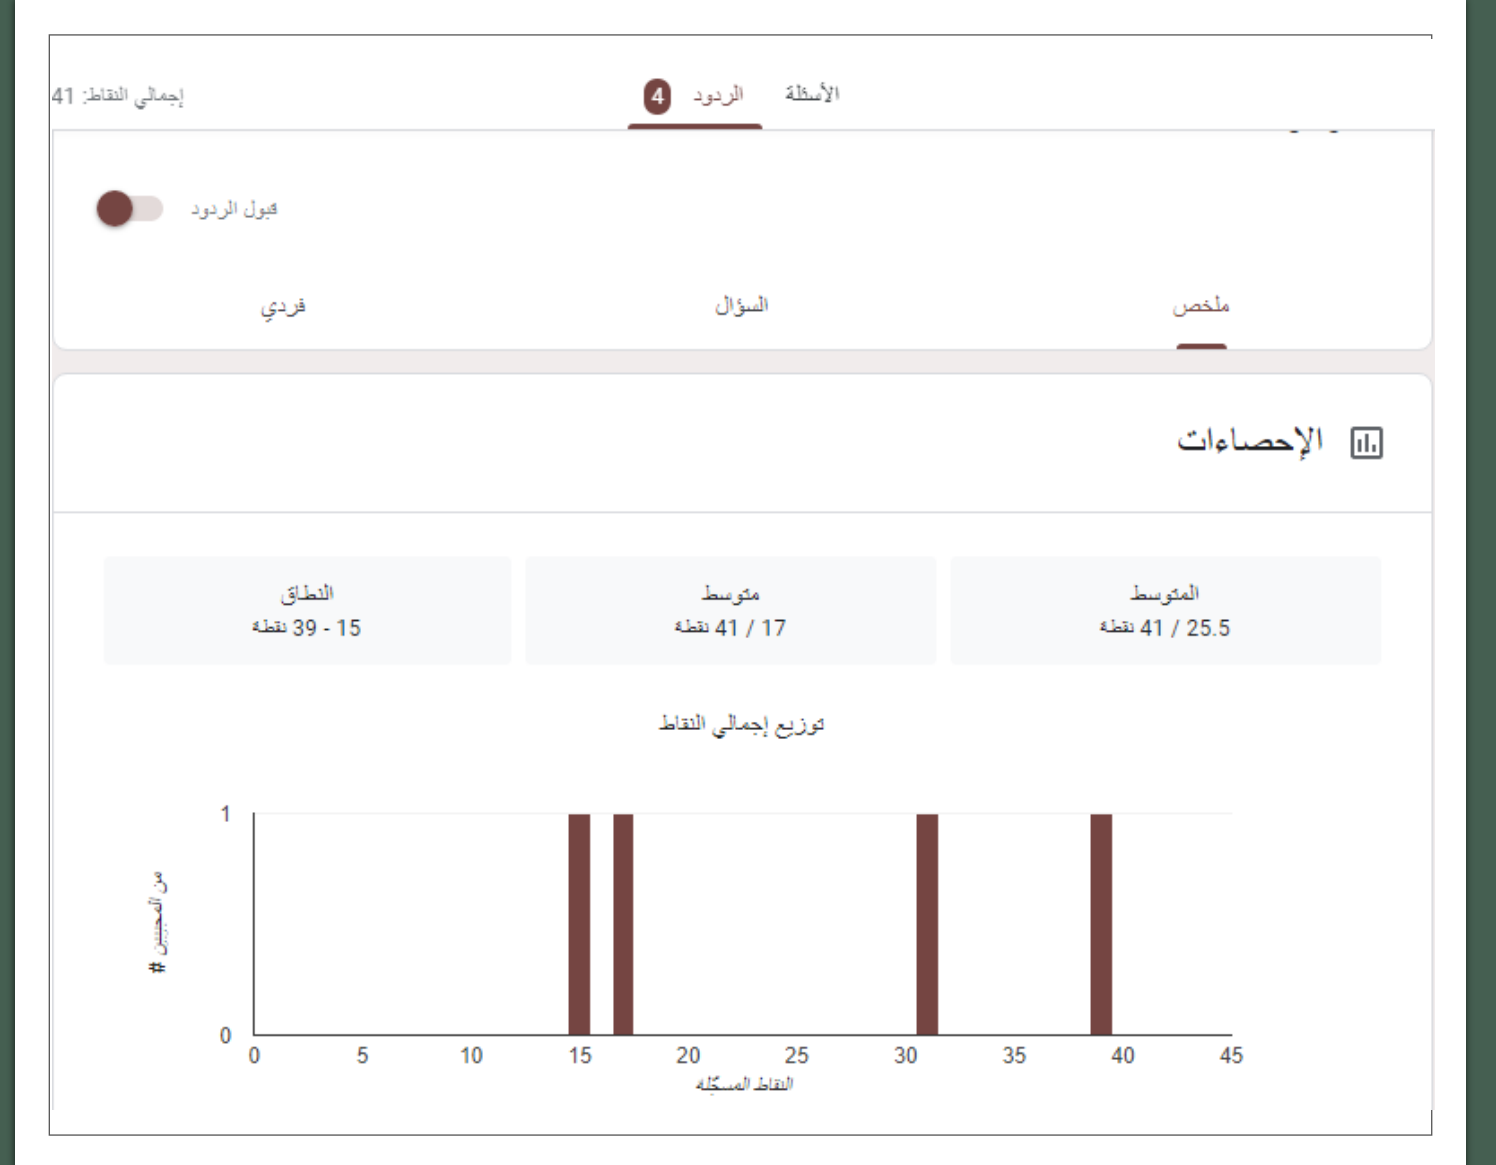 الأسئلة الردود 4 إجمالي النقاط: 41
قبول الردود
ملخص السؤال فردي
الإحصاءات
المتوسط
25.5 / 41 نقطة
متوسط
17 / 41 نقطة
النطاق
15 - 39 نقطة
توزيع إجمالي النقاط
1
0
# من المجيبين
0 5 10 15 20 25 30 35 40 45
النقاط المسجّلة